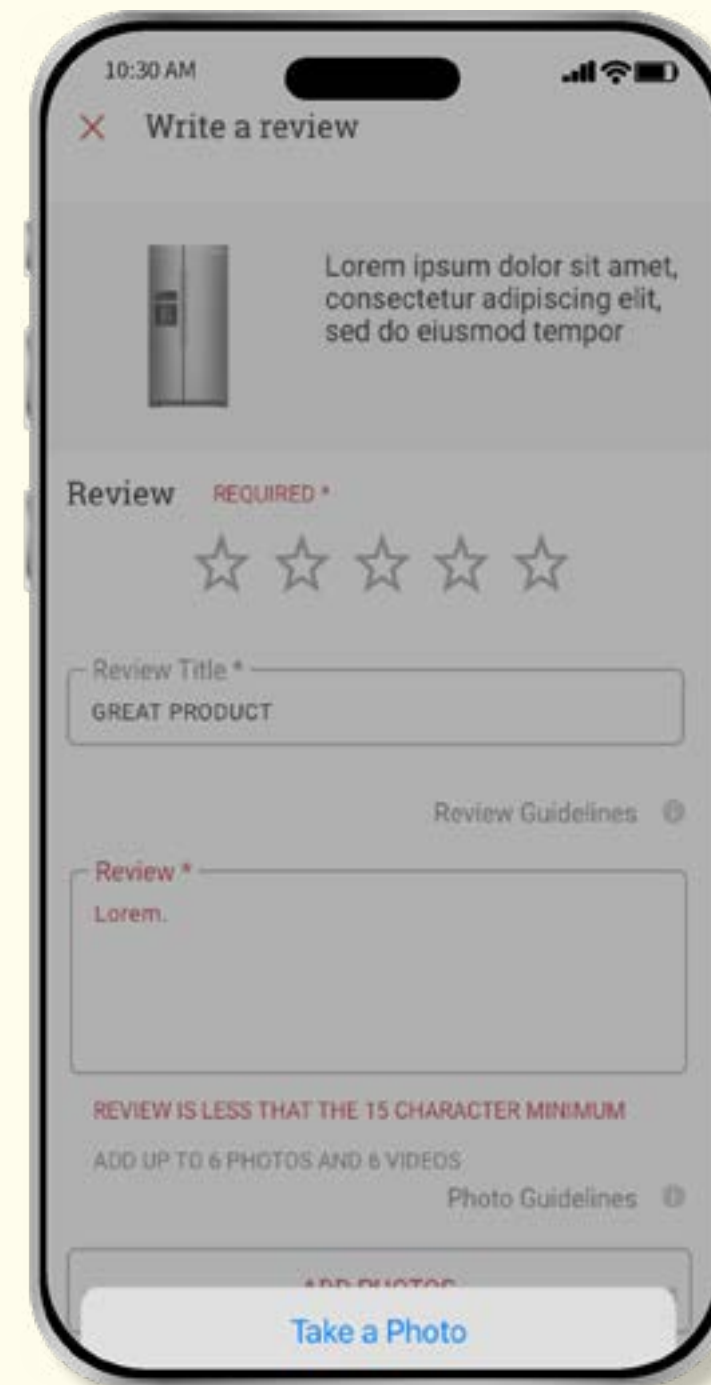 10:30 AM
Write a review
Lorem ipsum dolor sit amet,
consectetur adipiscing elit,
sed do eiusmod tempor
Review REQUIRED *
Review Title *
GREAT PRODUCT
Review Guidelines
Review *
Lorem.
REVIEW IS LESS THAT THE 15 CHARACTER MINIMUM
ADD UP TO 6 PHOTOS AND 6 VIDEOS
Photo Guidelines
ADD PHOTOS
Take a Photo